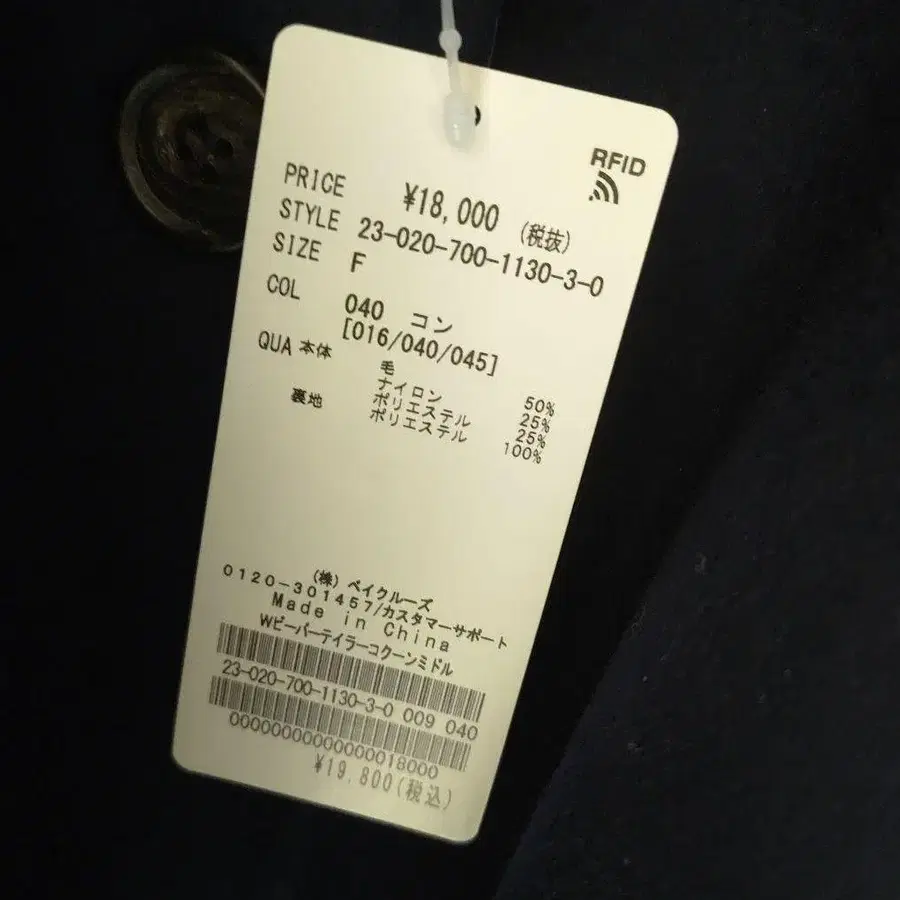 RFID
PRICE ¥18,000 (税抜)
STYLE 23-020-700-1130-3-0
SIZE F
COL 040 コン
[016/040/045]
QUA 本体 毛 50%
ナイロン 25%
ポリエステル 25%
裏地 ポリエステル 100%
(株) ベイクルーズ
0120-301457/カスタマーサポート
Made in China
Wビーバーテイラーコクーンミドル
23-020-700-1130-3-0 009 040
0000000000000018000
¥19,800(税込)